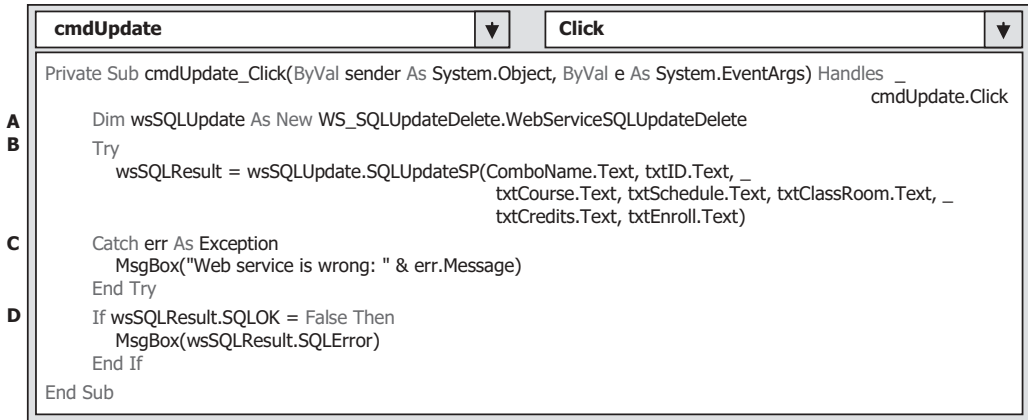 cmdUpdate Click
Private Sub cmdUpdate_Click(ByVal sender As System.Object, ByVal e As System.EventArgs) Handles _
cmdUpdate.Click
A Dim wsSQLUpdate As New WS_SQLUpdateDelete.WebServiceSQLUpdateDelete
B Try
wsSQLResult = wsSQLUpdate.SQLUpdateSP(ComboName.Text, txtID.Text, _
txtCourse.Text, txtSchedule.Text, txtClassRoom.Text, _
txtCredits.Text, txtEnroll.Text)
C Catch err As Exception
MsgBox("Web service is wrong: " & err.Message)
End Try
D If wsSQLResult.SQLOK = False Then
MsgBox(wsSQLResult.SQLError)
End If
End Sub